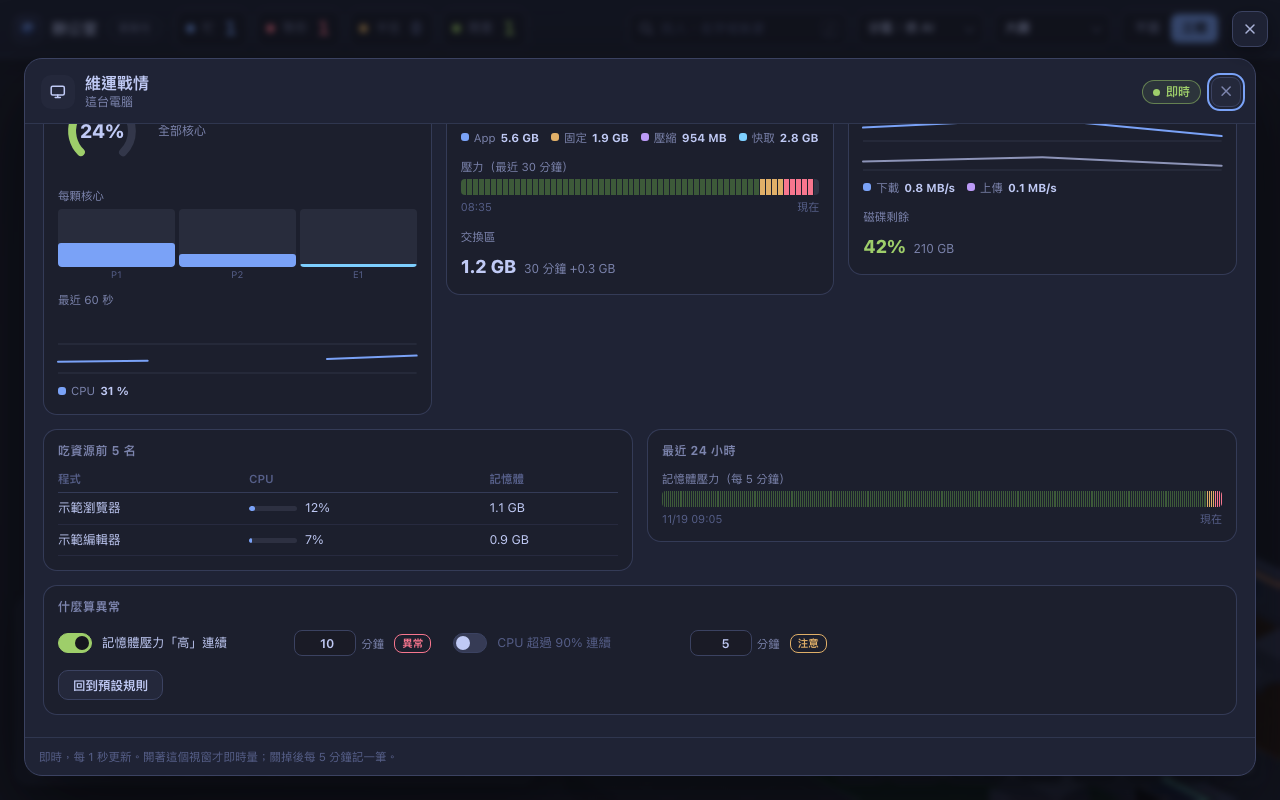 維運戰情
這台電腦
即時
24%
全部核心
每顆核心
P1
P2
E1
最近 60 秒
CPU 31 %
App 5.6 GB 固定 1.9 GB 壓縮 954 MB 快取 2.8 GB
壓力（最近 30 分鐘）
08:35 現在
交換區
1.2 GB 30 分鐘 +0.3 GB
下載 0.8 MB/s 上傳 0.1 MB/s
磁碟剩餘
42% 210 GB
吃資源前 5 名
程式 CPU 記憶體
示範瀏覽器 12% 1.1 GB
示範編輯器 7% 0.9 GB
最近 24 小時
記憶體壓力（每 5 分鐘）
11/19 09:05 現在
什麼算異常
記憶體壓力「高」連續 10 分鐘 異常 CPU 超過 90% 連續 5 分鐘 注意
回到預設規則
即時，每 1 秒更新。開著這個視窗才即時量；關掉後每 5 分鐘記一筆。